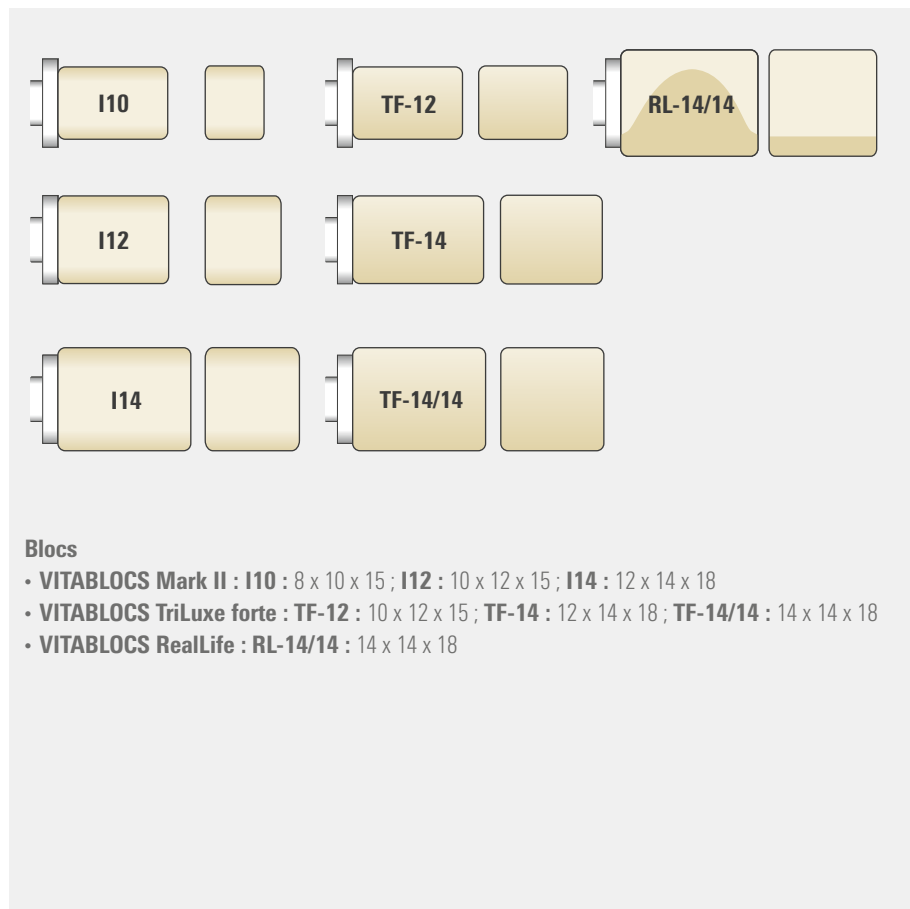 I10
TF-12
RL-14/14
I12
TF-14
I14
TF-14/14
Blocs
• VITABLOCS Mark II : I10 : 8 x 10 x 15 ; I12 : 10 x 12 x 15 ; I14 : 12 x 14 x 18
• VITABLOCS TriLuxe forte : TF-12 : 10 x 12 x 15 ; TF-14 : 12 x 14 x 18 ; TF-14/14 : 14 x 14 x 18
• VITABLOCS RealLife : RL-14/14 : 14 x 14 x 18